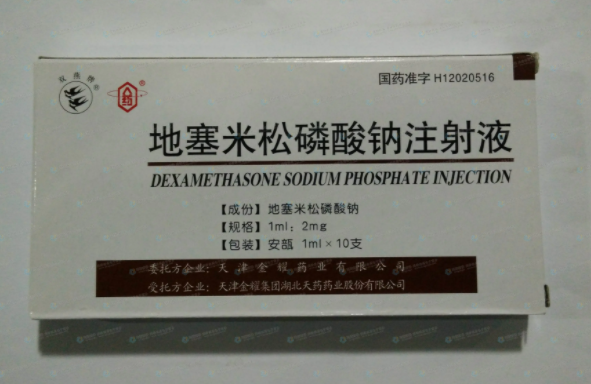 双燕牌
®
药
®
国药准字 H12020516
地塞米松磷酸钠注射液
DEXAMETHASONE SODIUM PHOSPHATE INJECTION
【成份】地塞米松磷酸钠
【规格】1ml：2mg
【包装】安瓿 1ml×10支
委托方企业：天津金耀药业有限公司
受托方企业：天津金耀集团湖北天药药业股份有限公司